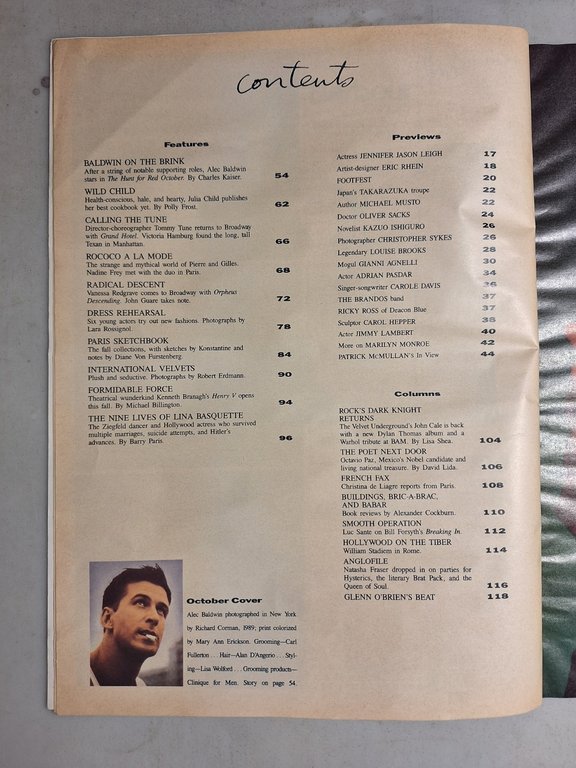 contents
Features
BALDWIN ON THE BRINK
After a string of notable supporting roles, Alec Baldwin
stars in The Hunt for Red October. By Charles Kaiser. 54
WILD CHILD
Health-conscious, hale, and hearty, Julia Child publishes
her best cookbook yet. By Polly Frost. 62
CALLING THE TUNE
Director-choreographer Tommy Tune returns to Broadway
with Grand Hotel. Victoria Hamburg found the long, tall
Texan in Manhattan. 66
ROCOCO A LA MODE
The strange and mythical world of Pierre and Gilles.
Nadine Frey met with the duo in Paris. 68
RADICAL DESCENT
Vanessa Redgrave comes to Broadway with Orpheus
Descending. John Guare takes note. 72
DRESS REHEARSAL
Six young actors try out new fashions. Photographs by
Lara Rossignol. 78
PARIS SKETCHBOOK
The fall collections, with sketches by Konstantine and
notes by Diane Von Furstenberg 84
INTERNATIONAL VELVETS
Plush and seductive. Photographs by Robert Erdmann. 90
FORMIDABLE FORCE
Theatrical wunderkind Kenneth Branagh's Henry V opens
this fall. By Michael Billington. 94
THE NINE LIVES OF LINA BASQUETTE
The Ziegfeld dancer and Hollywood actress who survived
multiple marriages, suicide attempts, and Hitler's
advances. By Barry Paris. 96
October Cover
Alec Baldwin photographed in New York
by Richard Corman, 1989; print colorized
by Mary Ann Erickson. Grooming—Carl
Fullerton . . . Hair—Alan D'Angerio . . . Styl-
ing—Lisa Wolford . . . Grooming products—
Clinique for Men. Story on page 54.
Previews
Actress JENNIFER JASON LEIGH 17
Artist-designer ERIC RHEIN 18
FOOTFEST 20
Japan's TAKARAZUKA troupe 22
Author MICHAEL MUSTO 22
Doctor OLIVER SACKS 24
Novelist KAZUO ISHIGURO 26
Photographer CHRISTOPHER SYKES 26
Legendary LOUISE BROOKS 28
Mogul GIANNI AGNELLI 30
Actor ADRIAN PASDAR 34
Singer-songwriter CAROLE DAVIS 36
THE BRANDOS band 37
RICKY ROSS of Deacon Blue 37
Sculptor CAROL HEPPER 38
Actor JIMMY LAMBERT 40
More on MARILYN MONROE 42
PATRICK McMULLAN'S In View 44
Columns
ROCK'S DARK KNIGHT
RETURNS
The Velvet Underground's John Cale is back
with a new Dylan Thomas album and a
Warhol tribute at BAM. By Lisa Shea. 104
THE POET NEXT DOOR
Octavio Paz, Mexico's Nobel candidate and
living national treasure. By David Lida. 106
FRENCH FAX
Christina de Liagre reports from Paris. 108
BUILDINGS, BRIC-A-BRAC,
AND BABAR
Book reviews by Alexander Cockburn. 110
SMOOTH OPERATION
Luc Sante on Bill Forsyth's Breaking In. 112
HOLLYWOOD ON THE TIBER
William Stadiem in Rome. 114
ANGLOFILE
Natasha Fraser dropped in on parties for
Hysterics, the literary Beat Pack, and the
Queen of Soul. 116
GLENN O'BRIEN'S BEAT 118